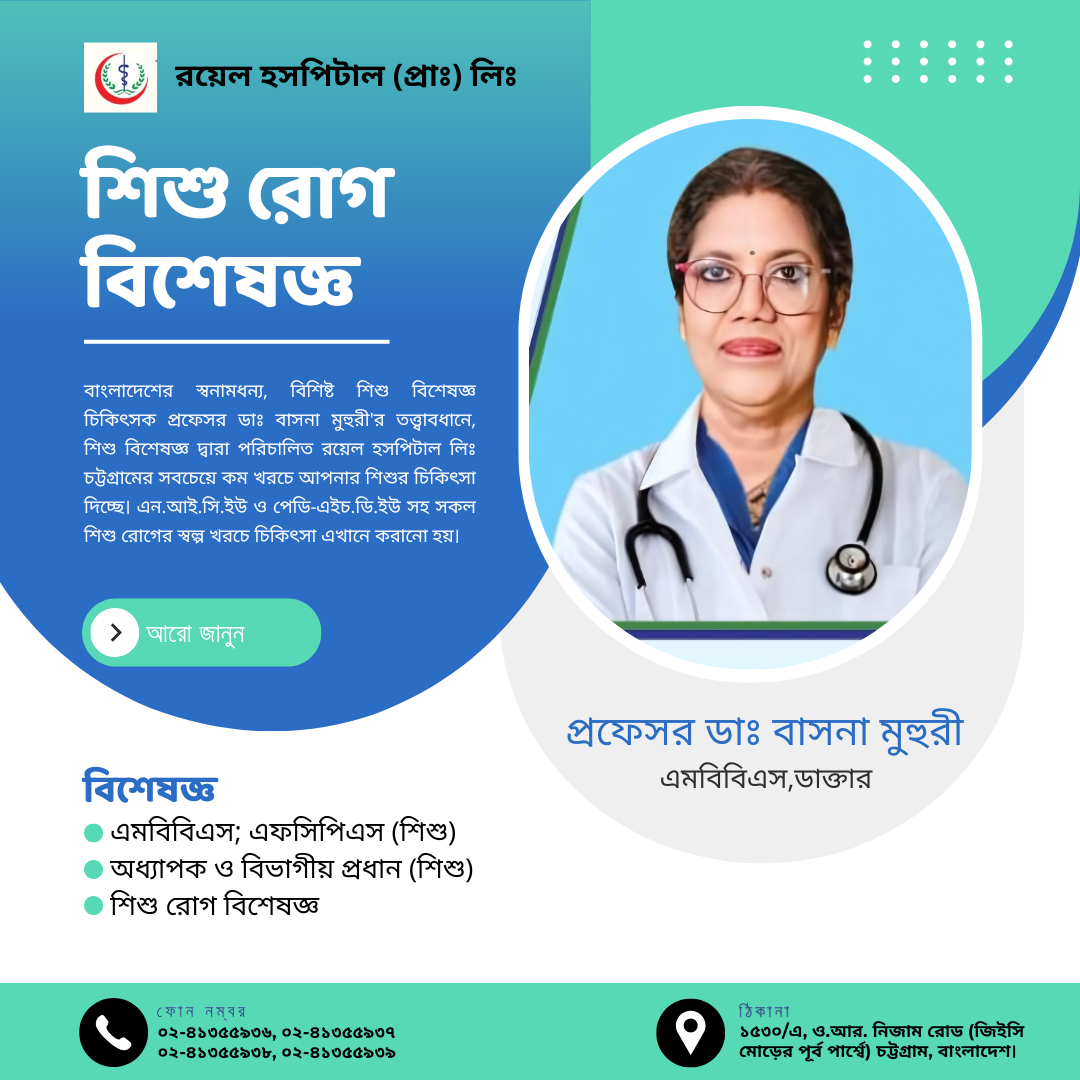 রয়েল হসপিটাল (প্রাঃ) লিঃ
শিশু রোগ
বিশেষজ্ঞ
বাংলাদেশের স্বনামধন্য, বিশিষ্ট শিশু বিশেষজ্ঞ
চিকিৎসক প্রফেসর ডাঃ বাসনা মুহুরী'র তত্ত্বাবধানে,
শিশু বিশেষজ্ঞ দ্বারা পরিচালিত রয়েল হসপিটাল লিঃ
চট্টগ্রামের সবচেয়ে কম খরচে আপনার শিশুর চিকিৎসা
দিচ্ছে। এন.আই.সি.ইউ ও পেডি-এইচ.ডি.ইউ সহ সকল
শিশু রোগের স্বল্প খরচে চিকিৎসা এখানে করানো হয়।
আরো জানুন
প্রফেসর ডাঃ বাসনা মুহুরী
এমবিবিএস,ডাক্তার
বিশেষজ্ঞ
এমবিবিএস; এফসিপিএস (শিশু)
অধ্যাপক ও বিভাগীয় প্রধান (শিশু)
শিশু রোগ বিশেষজ্ঞ
ফোন নম্বর
০২-৪১৩৫৫৯৩৬, ০২-৪১৩৫৫৯৩৭
০২-৪১৩৫৫৯৩৮, ০২-৪১৩৫৫৯৩৯
ঠিকানা
১৫৩০/এ, ও.আর. নিজাম রোড (জিইসি
মোড়ের পূর্ব পার্শ্বে) চট্টগ্রাম, বাংলাদেশ।